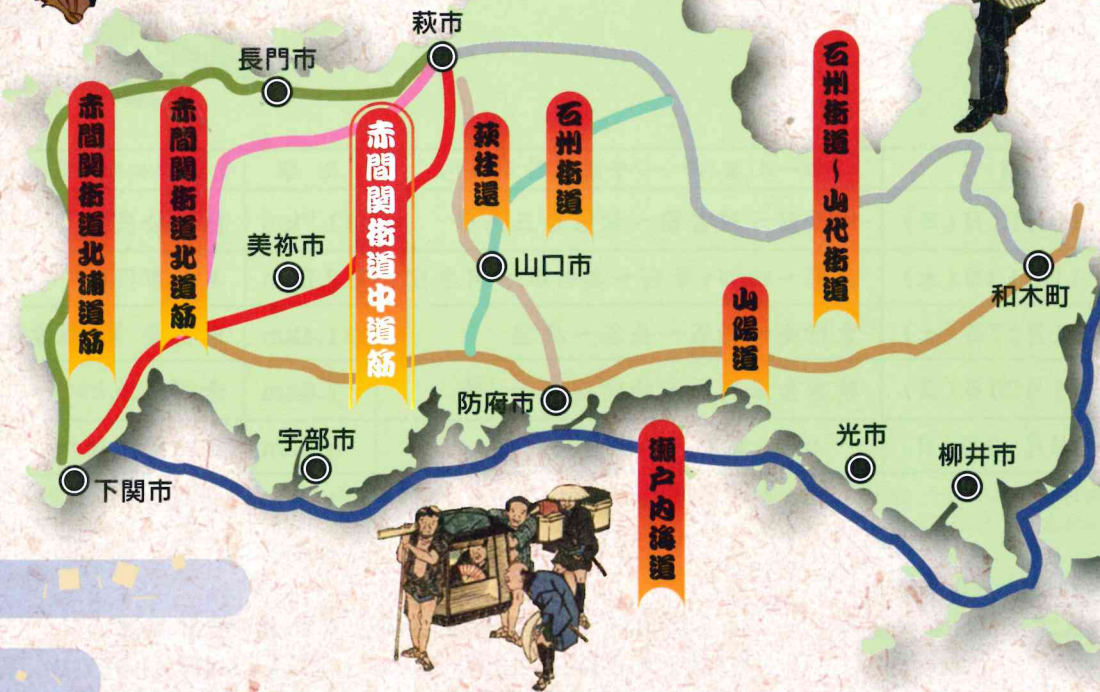 萩市
長門市
赤間関街道北浦道筋
赤間関街道北道筋
赤間関街道中道筋
萩往還
石州街道
石州街道～山代街道
美祢市
山口市
和木町
山陽道
防府市
宇部市
下関市
瀬戸内海道
光市
柳井市